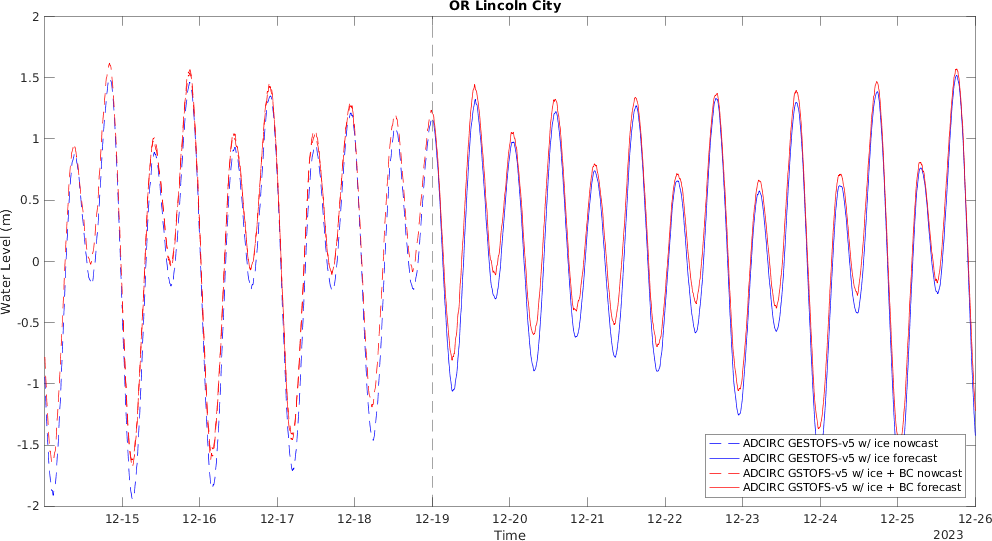 OR Lincoln City
2
1.5
1
0.5
0
-0.5
-1
-1.5
-2
Water Level (m)
12-15 12-16 12-17 12-18 12-19 12-20 12-21 12-22 12-23 12-24 12-25 12-26
Time
2023
ADCIRC GESTOFS-v5 w/ ice nowcast
ADCIRC GESTOFS-v5 w/ ice forecast
ADCIRC GSTOFS-v5 w/ ice + BC nowcast
ADCIRC GSTOFS-v5 w/ ice + BC forecast